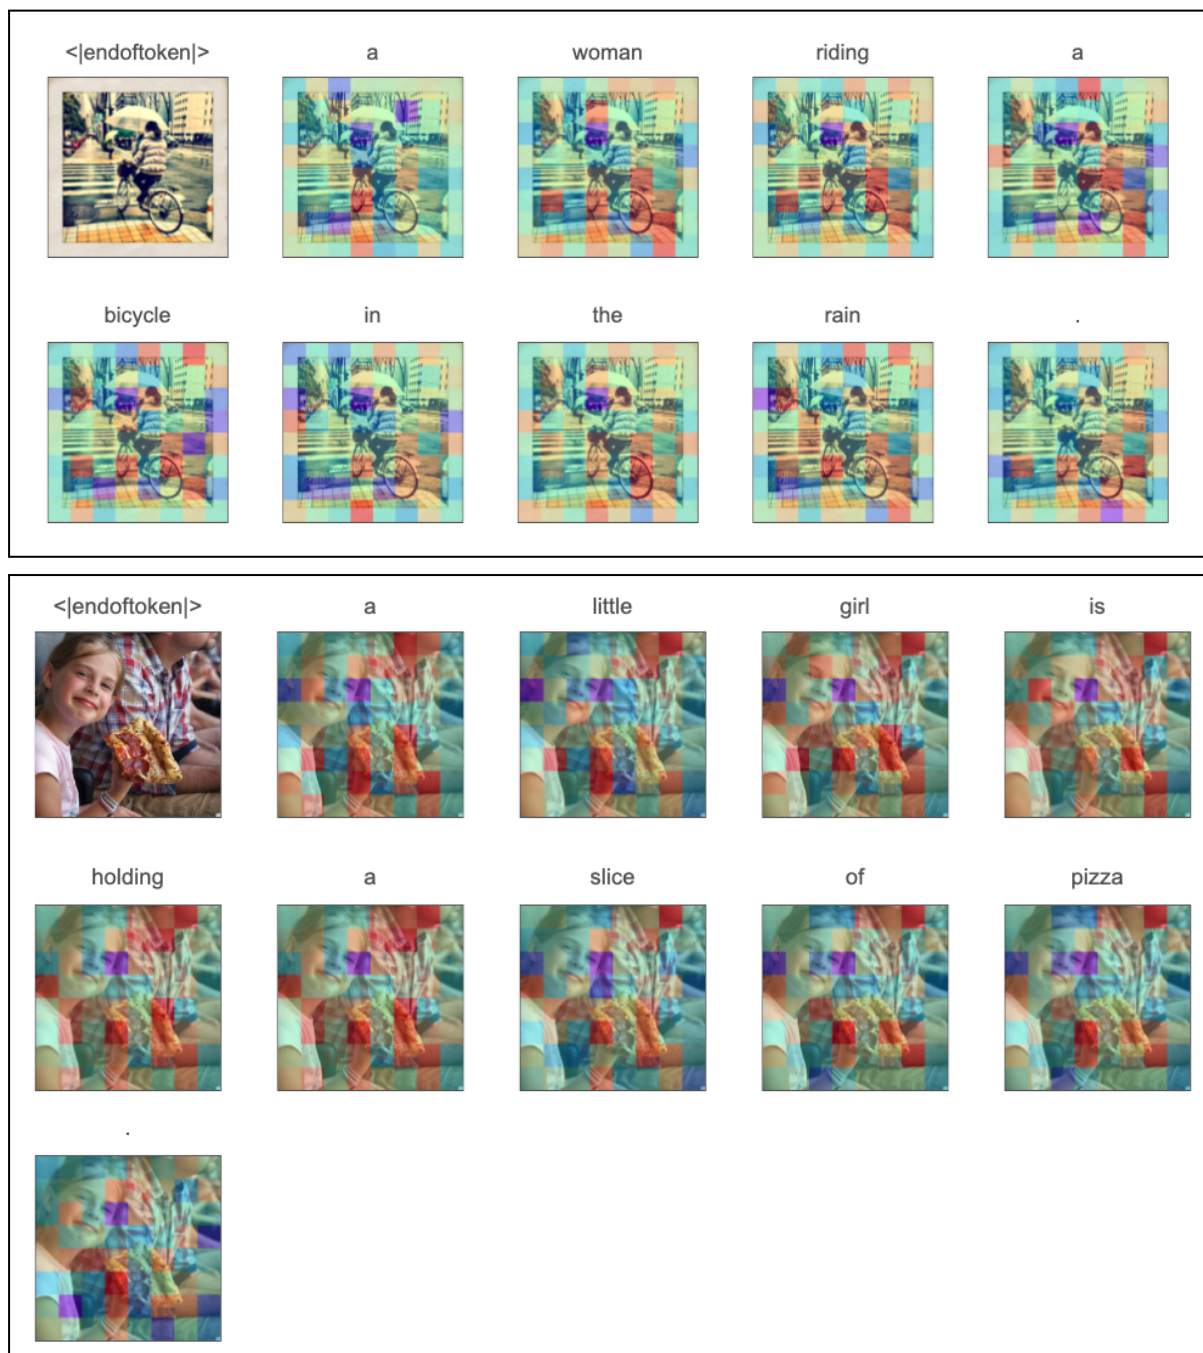 <|endoftoken|> a woman riding a
bicycle in the rain .
<|endoftoken|> a little girl is
holding a slice of pizza
.